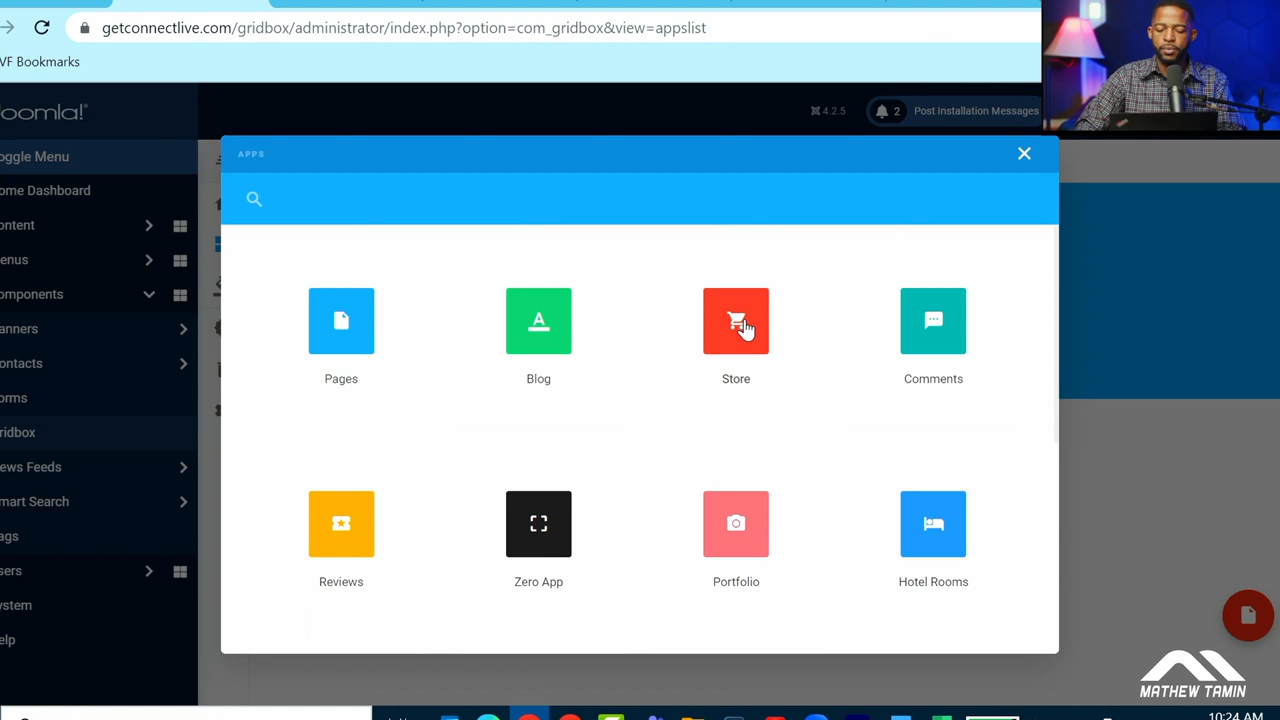 getconnectlive.com/gridbox/administrator/index.php?option=com_gridbox&view=appslist
VF Bookmarks
oomla!®
4.2.5
2
Post Installation Messages
oggle Menu
ome Dashboard
ontent
enus
omponents
anners
ontacts
orms
ridbox
ews Feeds
mart Search
ags
sers
ystem
elp
APPS
Pages
Blog
Store
Comments
Reviews
Zero App
Portfolio
Hotel Rooms
MATHEW TAMIN
10:24 AM